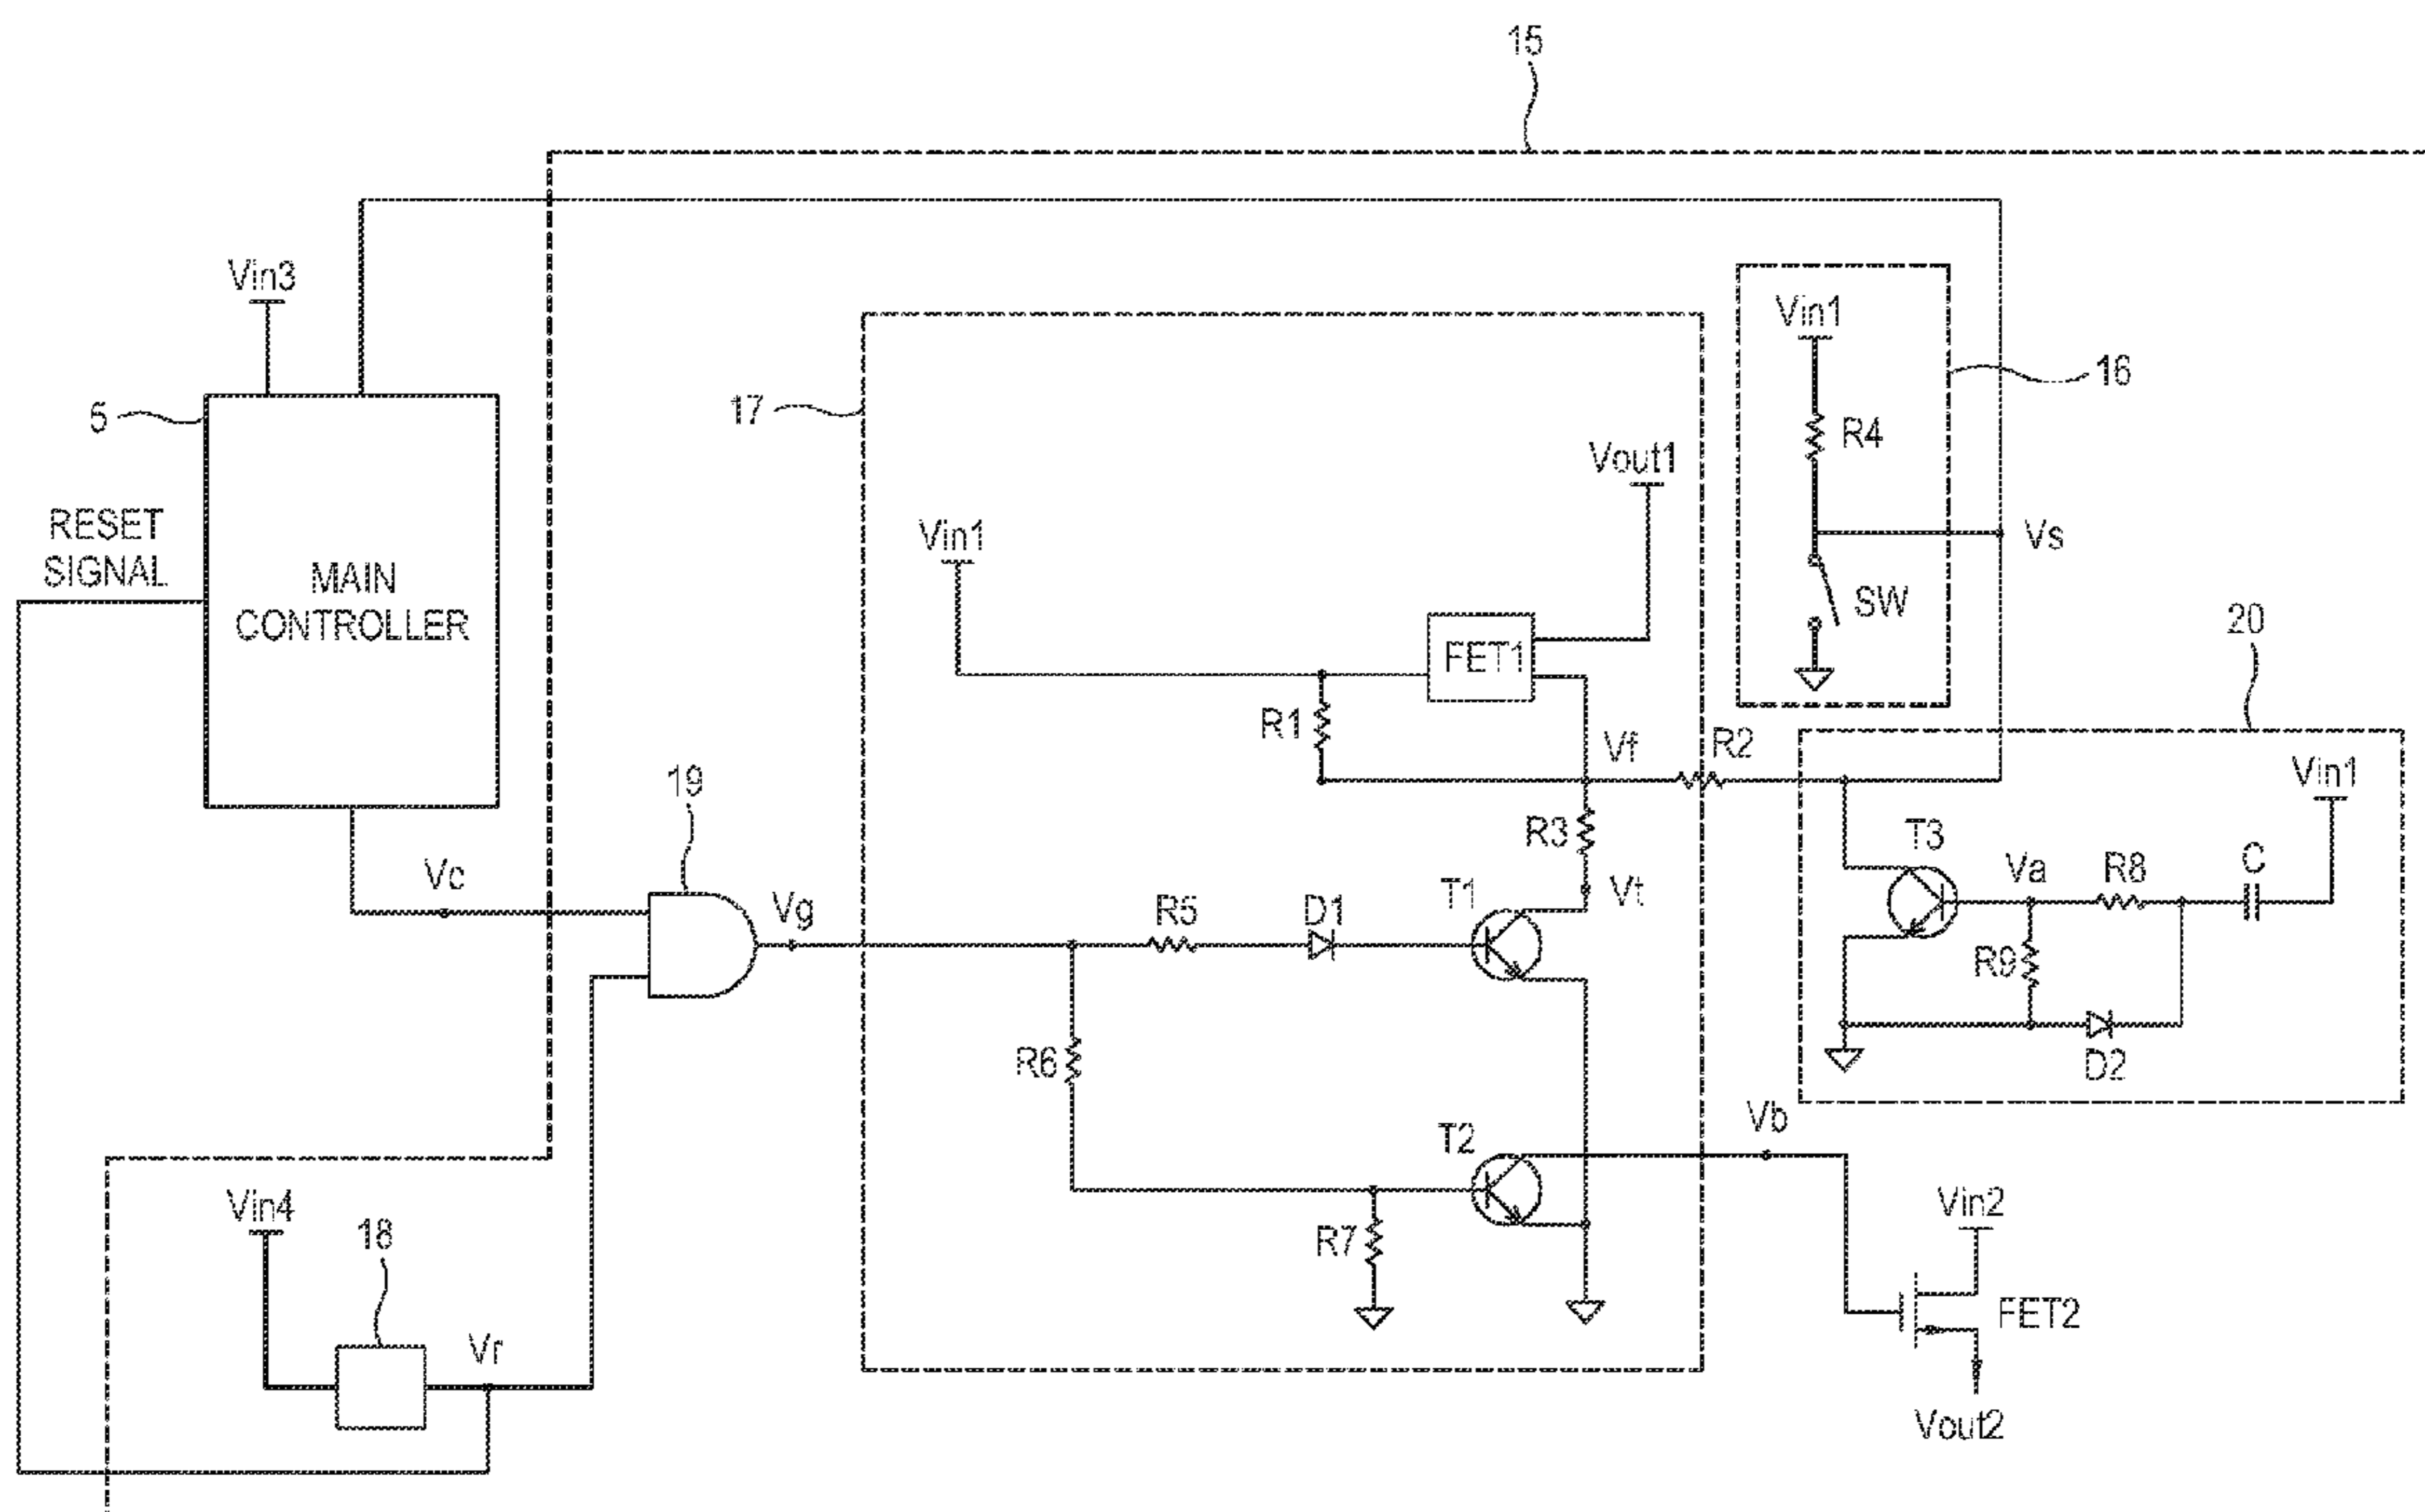 15
Vin3
5
RESET
SIGNAL
MAIN
CONTROLLER
Vc
19
Vg
17
Vin1
FET1
Vout1
R1
Vf
R2
R3
Vt
T1
R5
D1
R6
T2
R7
Vb
Vin1
R4
SW
16
Vs
20
Vin1
T3
Va
R8
C
R9
D2
Vin2
FET2
Vout2
Vin4
18
Vr